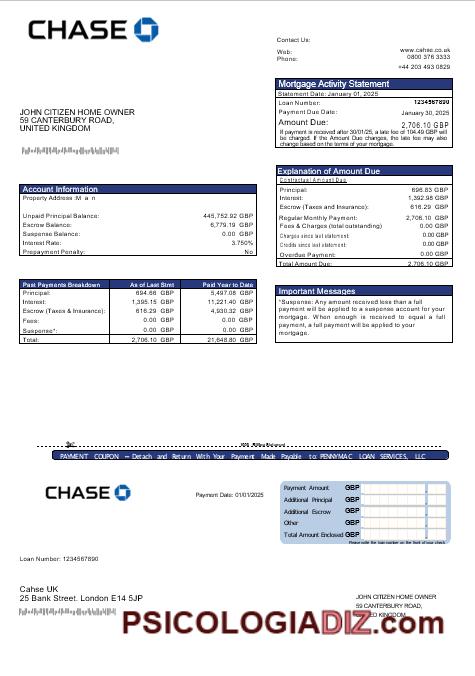 CHASE
Contact Us:
Web: www.cahse.co.uk
Phone: 0800 376 3333
+44 203 493 0829
Mortgage Activity Statement
Statement Date: January 01, 2025
Loan Number: 1234567890
Payment Due Date: January 30, 2025
Amount Due: 2,706.10 GBP
If payment is received after 30/01/25, a late fee of 104.49 GBP will
be charged. If the Amount Due changes, the late fee may also
change based on the terms of your mortgage.
JOHN CITIZEN HOME OWNER
59 CANTERBURY ROAD,
UNITED KINGDOM
Explanation of Amount Due
Contractual Amount Due
Principal: 696.83 GBP
Interest: 1,392.98 GBP
Escrow (Taxes and Insurance): 616.29 GBP
Regular Monthly Payment: 2,706.10 GBP
Fees & Charges (total outstanding) 0.00 GBP
Charges since last statement: 0.00 GBP
Credits since last statement: 0.00 GBP
Overdue Payment: 0.00 GBP
Total Amount Due: 2,706.10 GBP
Account Information
Property Address :M a n
Unpaid Principal Balance: 445,752.92 GBP
Escrow Balance: 6,779.19 GBP
Suspense Balance: 0.00 GBP
Interest Rate: 3.750%
Prepayment Penalty: No
Past Payments Breakdown As of Last Stmt Paid Year to Date
Principal: 694.66 GBP 5,497.08 GBP
Interest: 1,395.15 GBP 11,221.40 GBP
Escrow (Taxes & Insurance): 616.29 GBP 4,930.32 GBP
Fees: 0.00 GBP 0.00 GBP
Suspense*: 0.00 GBP 0.00 GBP
Total: 2,706.10 GBP 21,648.80 GBP
Important Messages
*Suspense: Any amount received less than a full
payment will be applied to a suspense account for your
mortgage. When enough is received to equal a full
payment, a full payment will be applied to your
mortgage.
PAYMENT COUPON – Detach and Return With Your Payment Made Payable to: PENNYMAC LOAN SERVICES, LLC
CHASE
Payment Date: 01/01/2025
Payment Amount GBP
Additional Principal GBP
Additional Escrow GBP
Other GBP
Total Amount Enclosed GBP
Please write the loan number on the front of your check
Loan Number: 1234567890
Cahse UK
25 Bank Street. London E14 5JP
JOHN CITIZEN HOME OWNER
59 CANTERBURY ROAD,
KINGDOM
PSICOLOGIADIZ.com